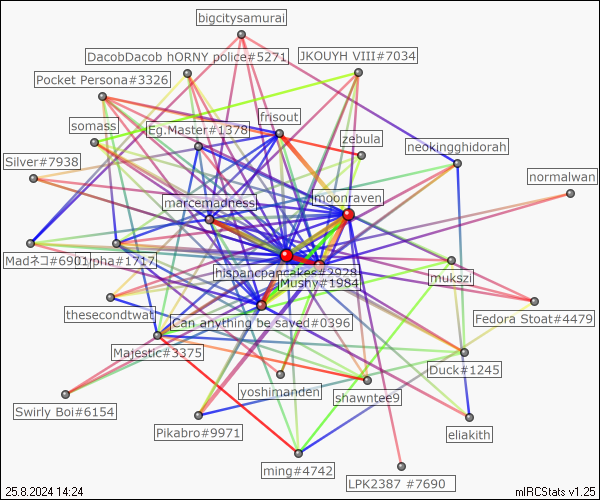 bigcitysamurai
DacobDacob hORNY police#5271
JKOUYH VIII#7034
Pocket Persona#3326
frisout
somass
Eg.Master#1378
zebula
neokingghidorah
Silver#7938
normalwan
marcemadness
moonraven
Madネコ#6901
pha#1717
hispancpancakes#2928
Mushy#1984
mukszi
thesecondtwat
Can anything be saved#0396
Fedora Stoat#4479
Majestic#3375
Duck#1245
yoshimanden
shawntee9
Swirly Boi#6154
Pikabro#9971
eliakith
ming#4742
LPK2387 #7690
25.8.2024 14:24
mIRCStats v1.25